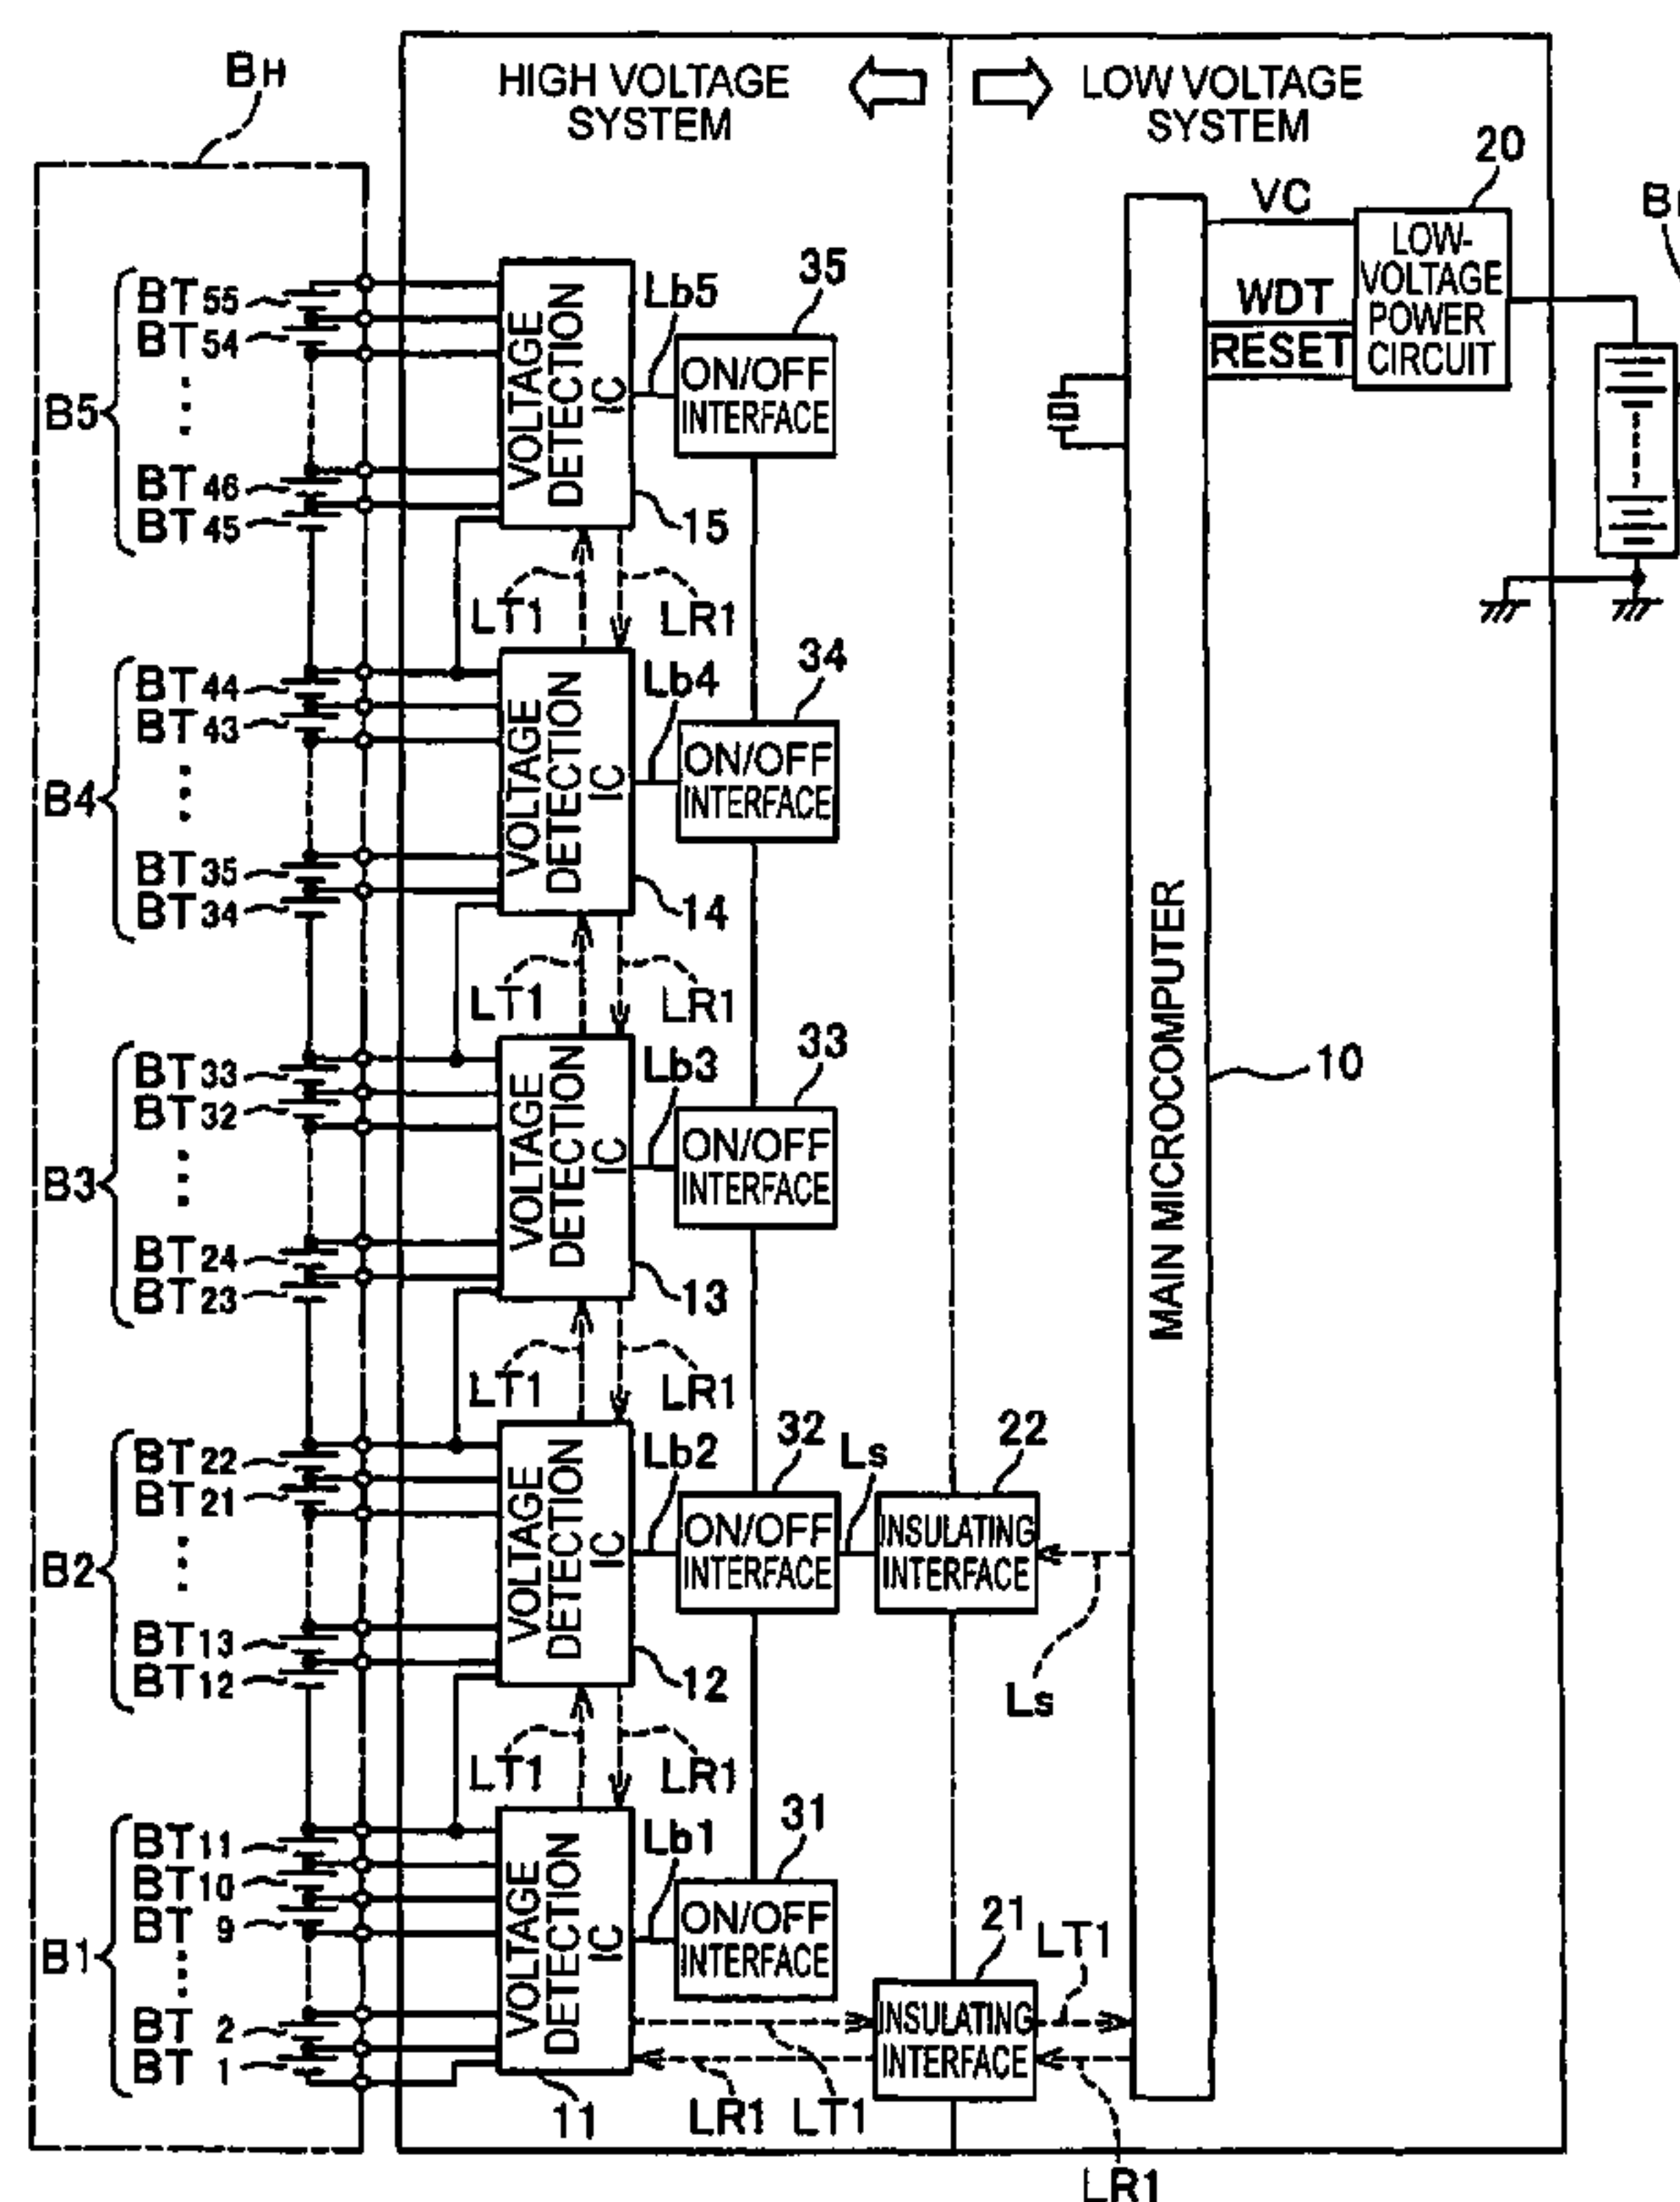 BH
HIGH VOLTAGE
SYSTEM
LOW VOLTAGE
SYSTEM
20
VC
LOW-
VOLTAGE
POWER
CIRCUIT
WDT
RESET
B5
BT55
BT54
BT46
BT45
VOLTAGE
DETECTION
IC
Lb5
35
ON/OFF
INTERFACE
15
LT1
LR1
B4
BT44
BT43
BT35
BT34
VOLTAGE
DETECTION
IC
Lb4
34
ON/OFF
INTERFACE
14
LT1
LR1
MAIN MICROCOMPUTER
10
B3
BT33
BT32
BT24
BT23
VOLTAGE
DETECTION
IC
Lb3
33
ON/OFF
INTERFACE
13
LT1
LR1
B2
BT22
BT21
BT13
BT12
VOLTAGE
DETECTION
IC
Lb2
32
ON/OFF
INTERFACE
Ls
22
INSULATING
INTERFACE
Ls
12
LT1
LR1
B1
BT11
BT10
BT 9
BT 2
BT 1
VOLTAGE
DETECTION
IC
Lb1
31
ON/OFF
INTERFACE
21
INSULATING
INTERFACE
LT1
11
LR1
LT1
LR1